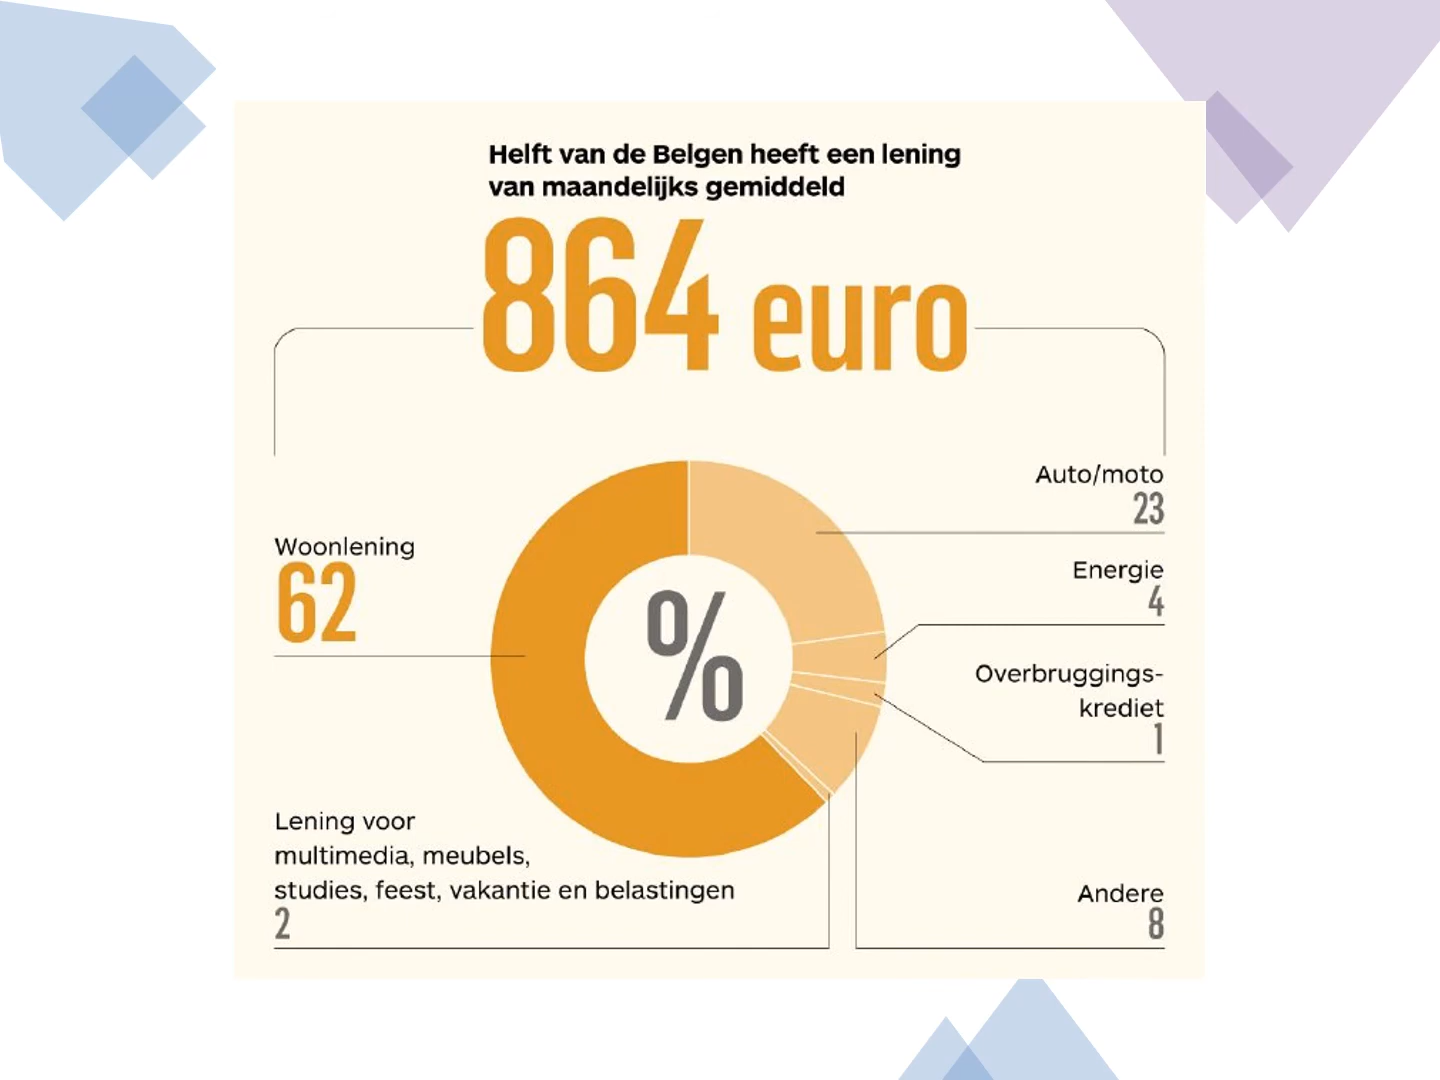 Helft van de Belgen heeft een lening
van maandelijks gemiddeld
864 euro
Auto/moto
23
Woonlening
62
Energie
4
%
Overbruggings-
krediet
1
Lening voor
multimedia, meubels,
studies, feest, vakantie en belastingen
2
Andere
8